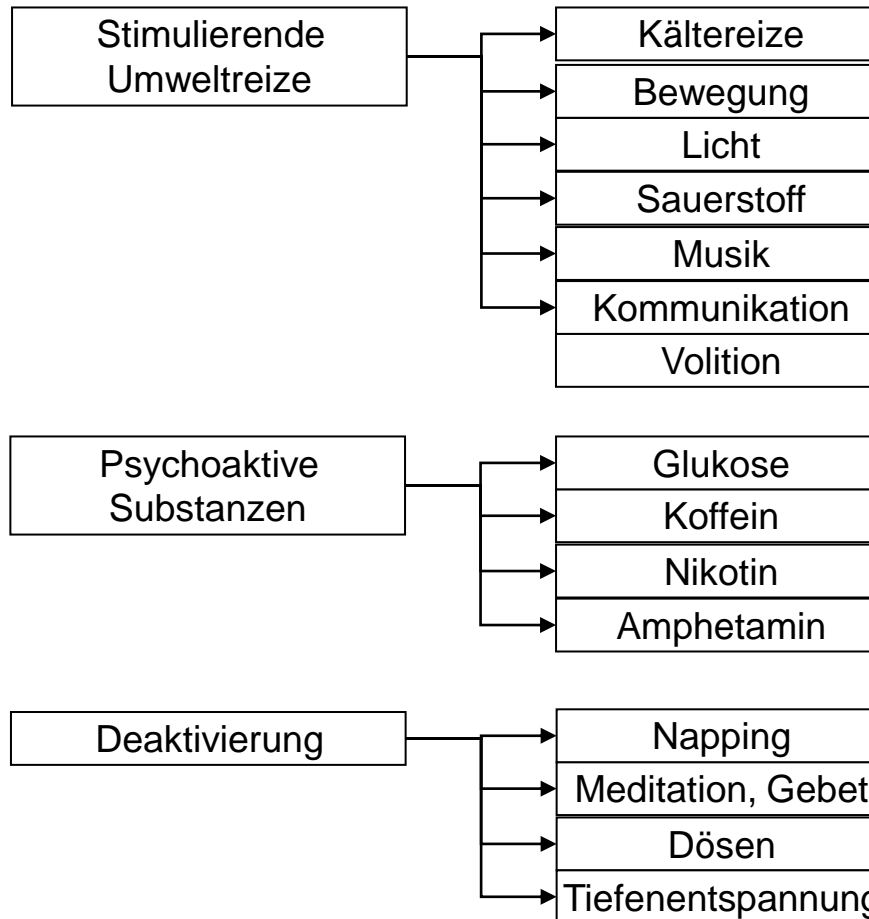 Stimulierende
Umweltreize
Kältereize
Bewegung
Licht
Sauerstoff
Musik
Kommunikation
Volition
Psychoaktive
Substanzen
Glukose
Koffein
Nikotin
Amphetamin
Deaktivierung
Napping
Meditation, Gebet
Dösen
Tiefenentspannung